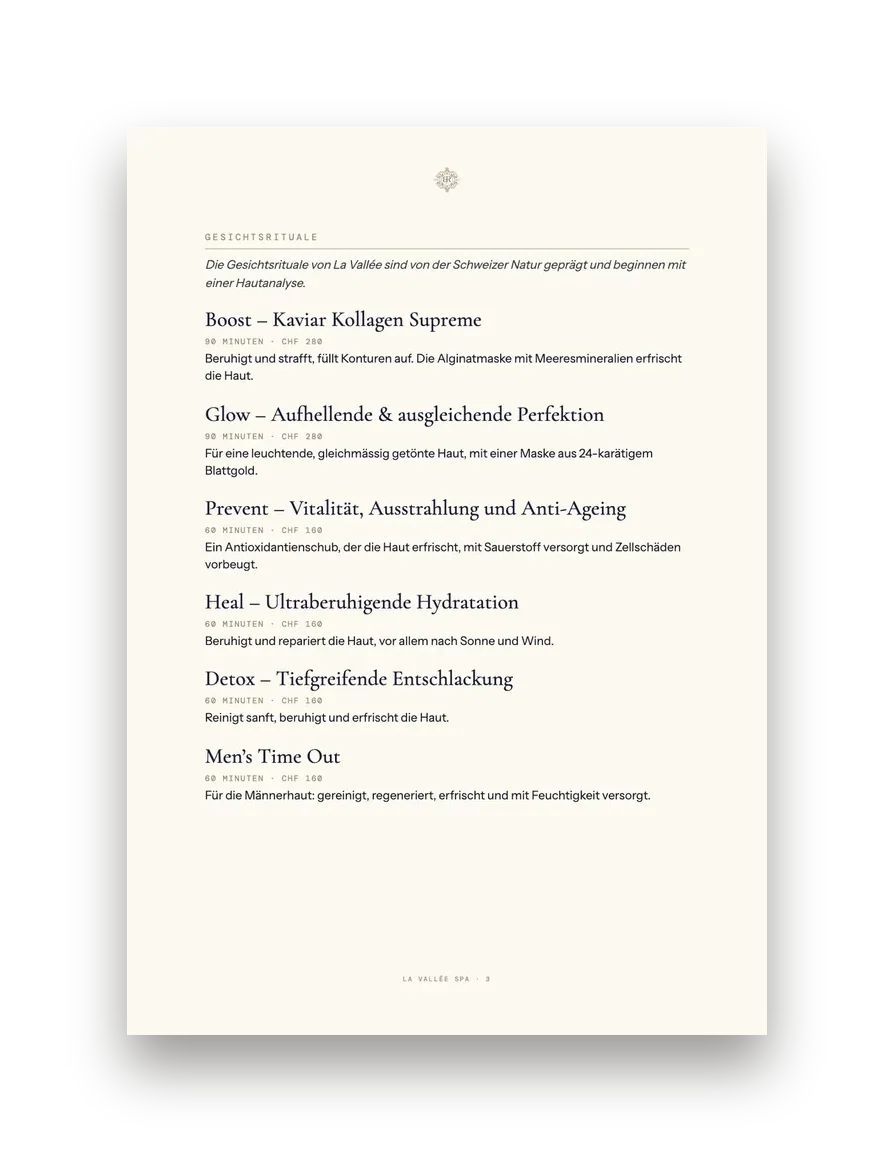 GESICHTSRITUALE
Die Gesichtsrituale von La Vallée sind von der Schweizer Natur geprägt und beginnen mit
einer Hautanalyse.
Boost – Kaviar Kollagen Supreme
90 MINUTEN · CHF 280
Beruhigt und strafft, füllt Konturen auf. Die Alginatmaske mit Meeresmineralien erfrischt
die Haut.
Glow – Aufhellende & ausgleichende Perfektion
90 MINUTEN · CHF 280
Für eine leuchtende, gleichmässig getönte Haut, mit einer Maske aus 24-karätigem
Blattgold.
Prevent – Vitalität, Ausstrahlung und Anti-Ageing
60 MINUTEN · CHF 160
Ein Antioxidantienschub, der die Haut erfrischt, mit Sauerstoff versorgt und Zellschäden
vorbeugt.
Heal – Ultraberuhigende Hydratation
60 MINUTEN · CHF 160
Beruhigt und repariert die Haut, vor allem nach Sonne und Wind.
Detox – Tiefgreifende Entschlackung
60 MINUTEN · CHF 160
Reinigt sanft, beruhigt und erfrischt die Haut.
Men’s Time Out
60 MINUTEN · CHF 160
Für die Männerhaut: gereinigt, regeneriert, erfrischt und mit Feuchtigkeit versorgt.
LA VALLÉE SPA · 3